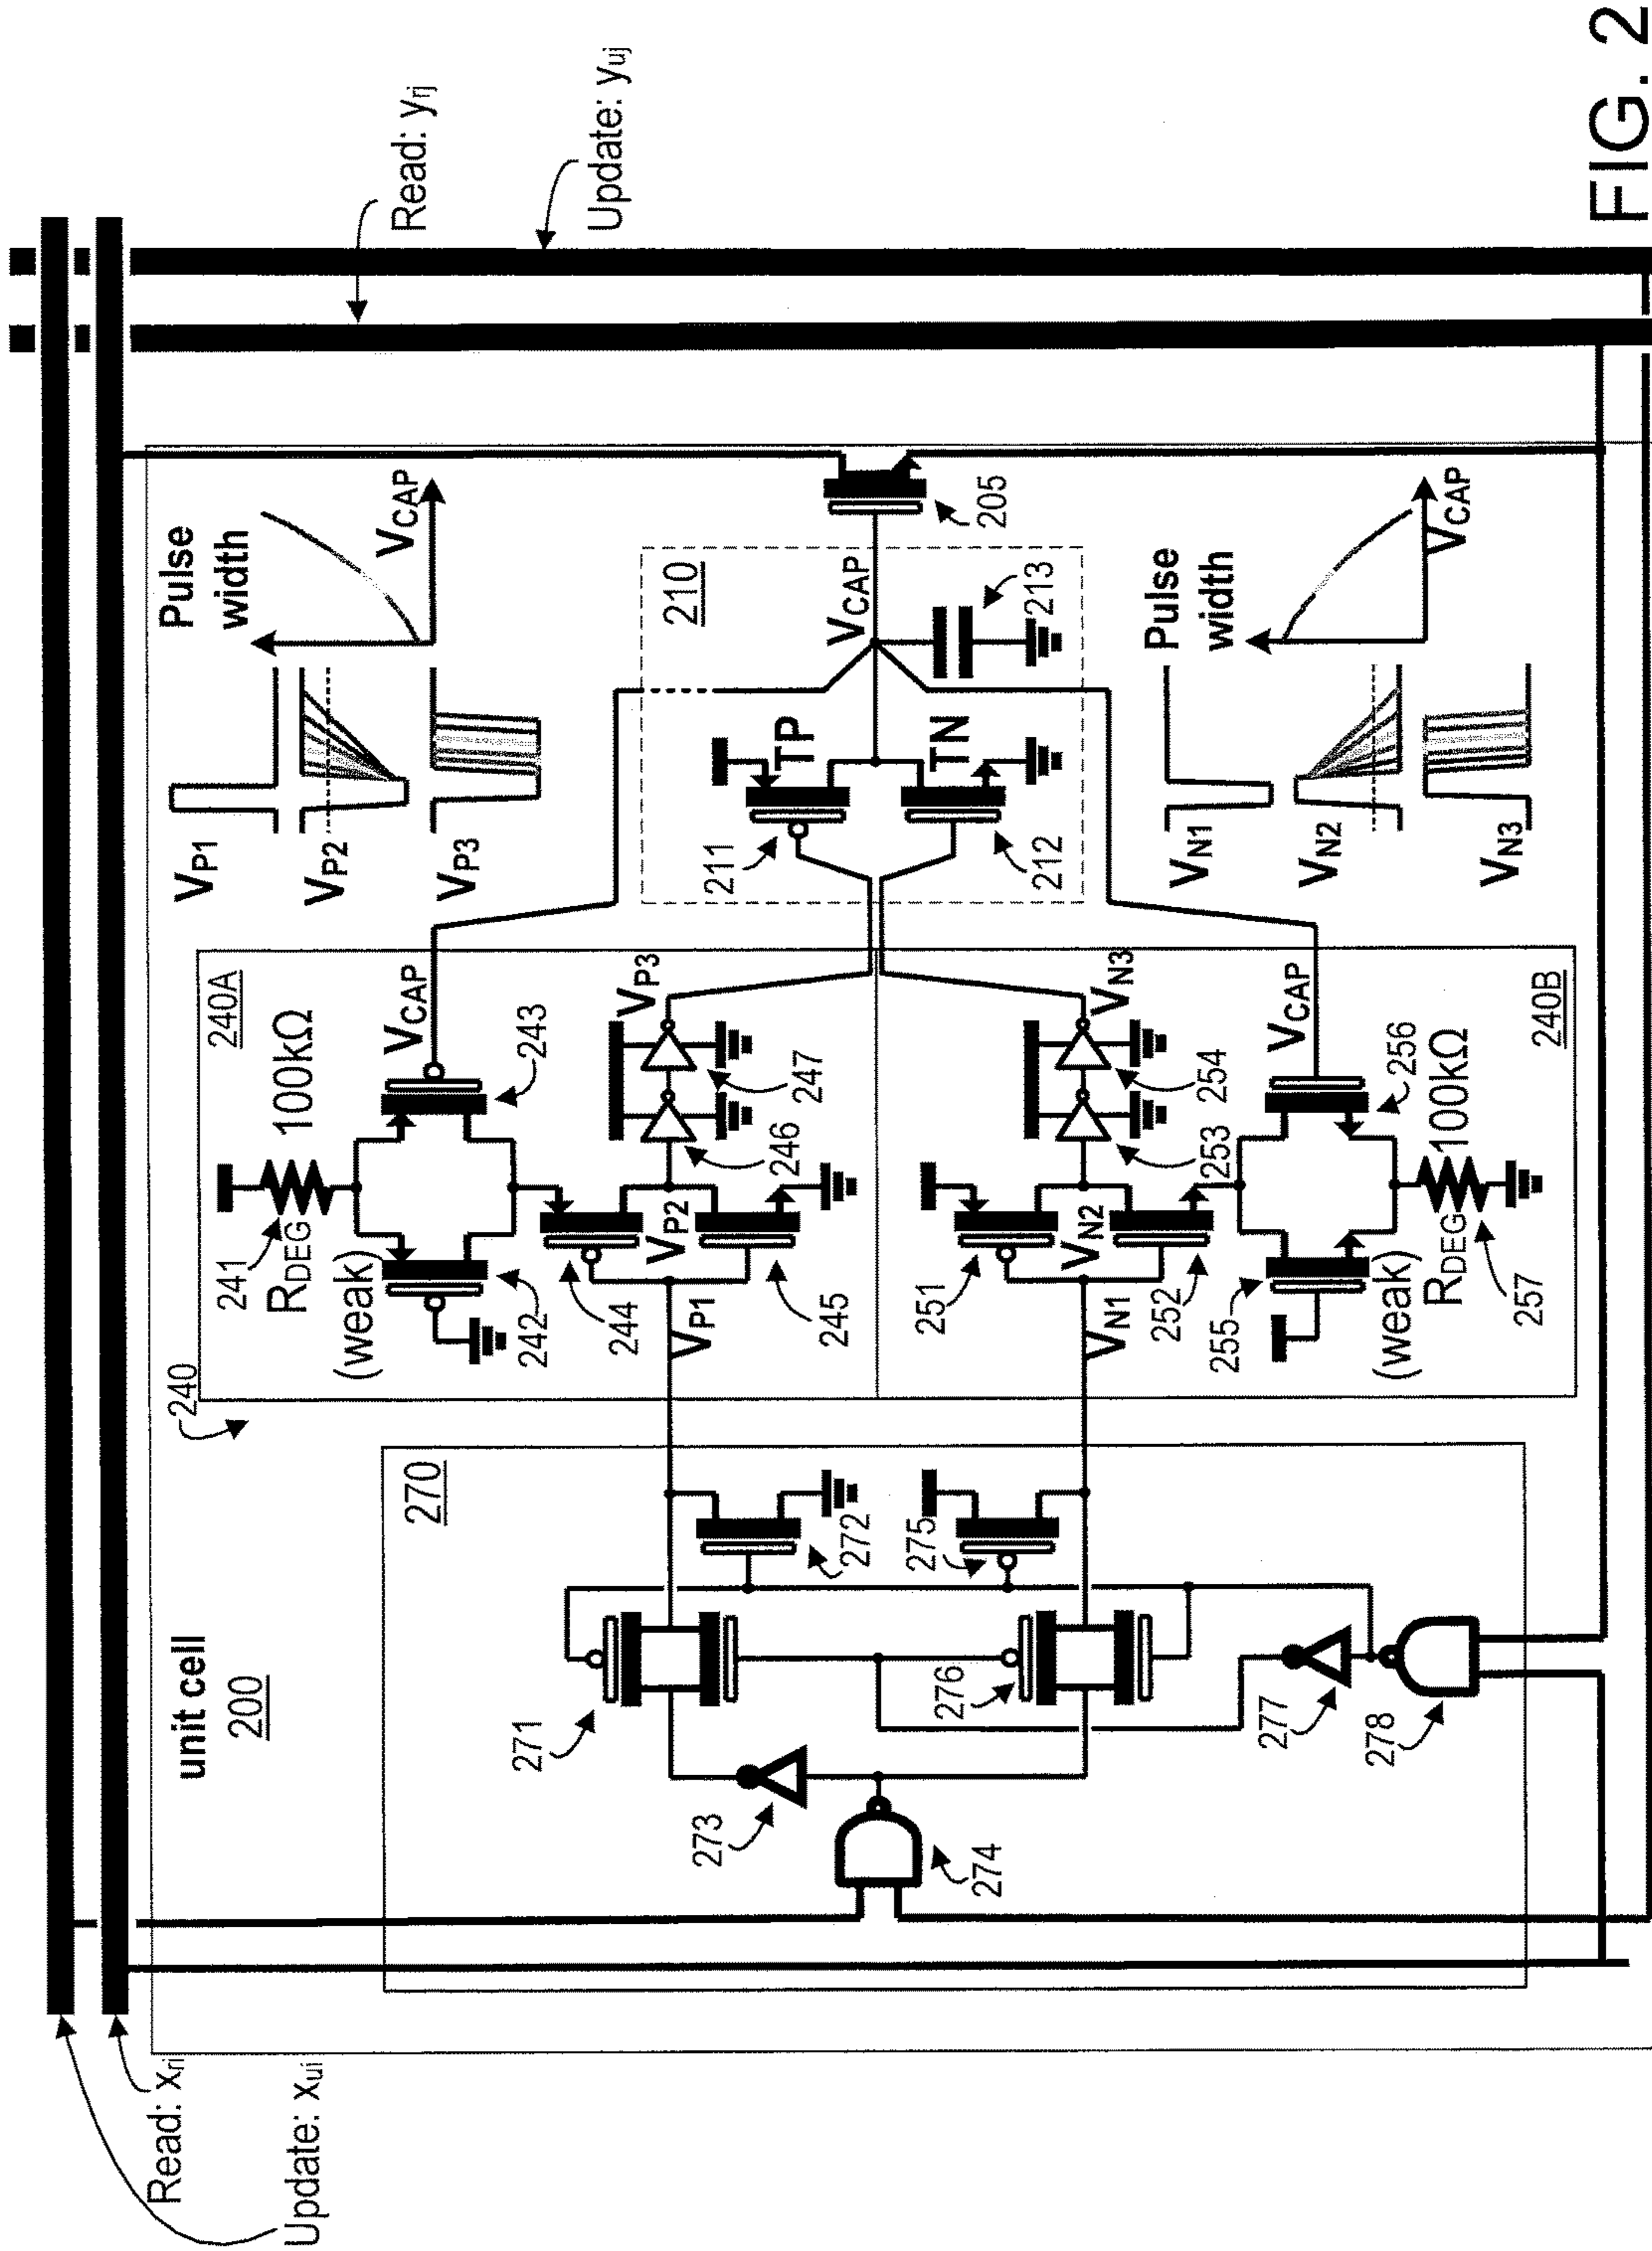 Read: xri
Update: xui
Read: yrj
Update: yuj
unit cell
200
240
270
271
272
273
274
275
276
277
278
240A
241
RDEG
100kΩ
(weak)
242
243
VCAP
244
245
VP1
VP2
246
247
VP3
251
252
VN1
VN2
253
254
VN3
240B
255
256
VCAP
(weak)
RDEG
100kΩ
257
210
211
TP
TN
212
VCAP
213
205
VP1
VP2
VP3
Pulse
width
VCAP
VN1
VN2
VN3
Pulse
width
VCAP
FIG. 2